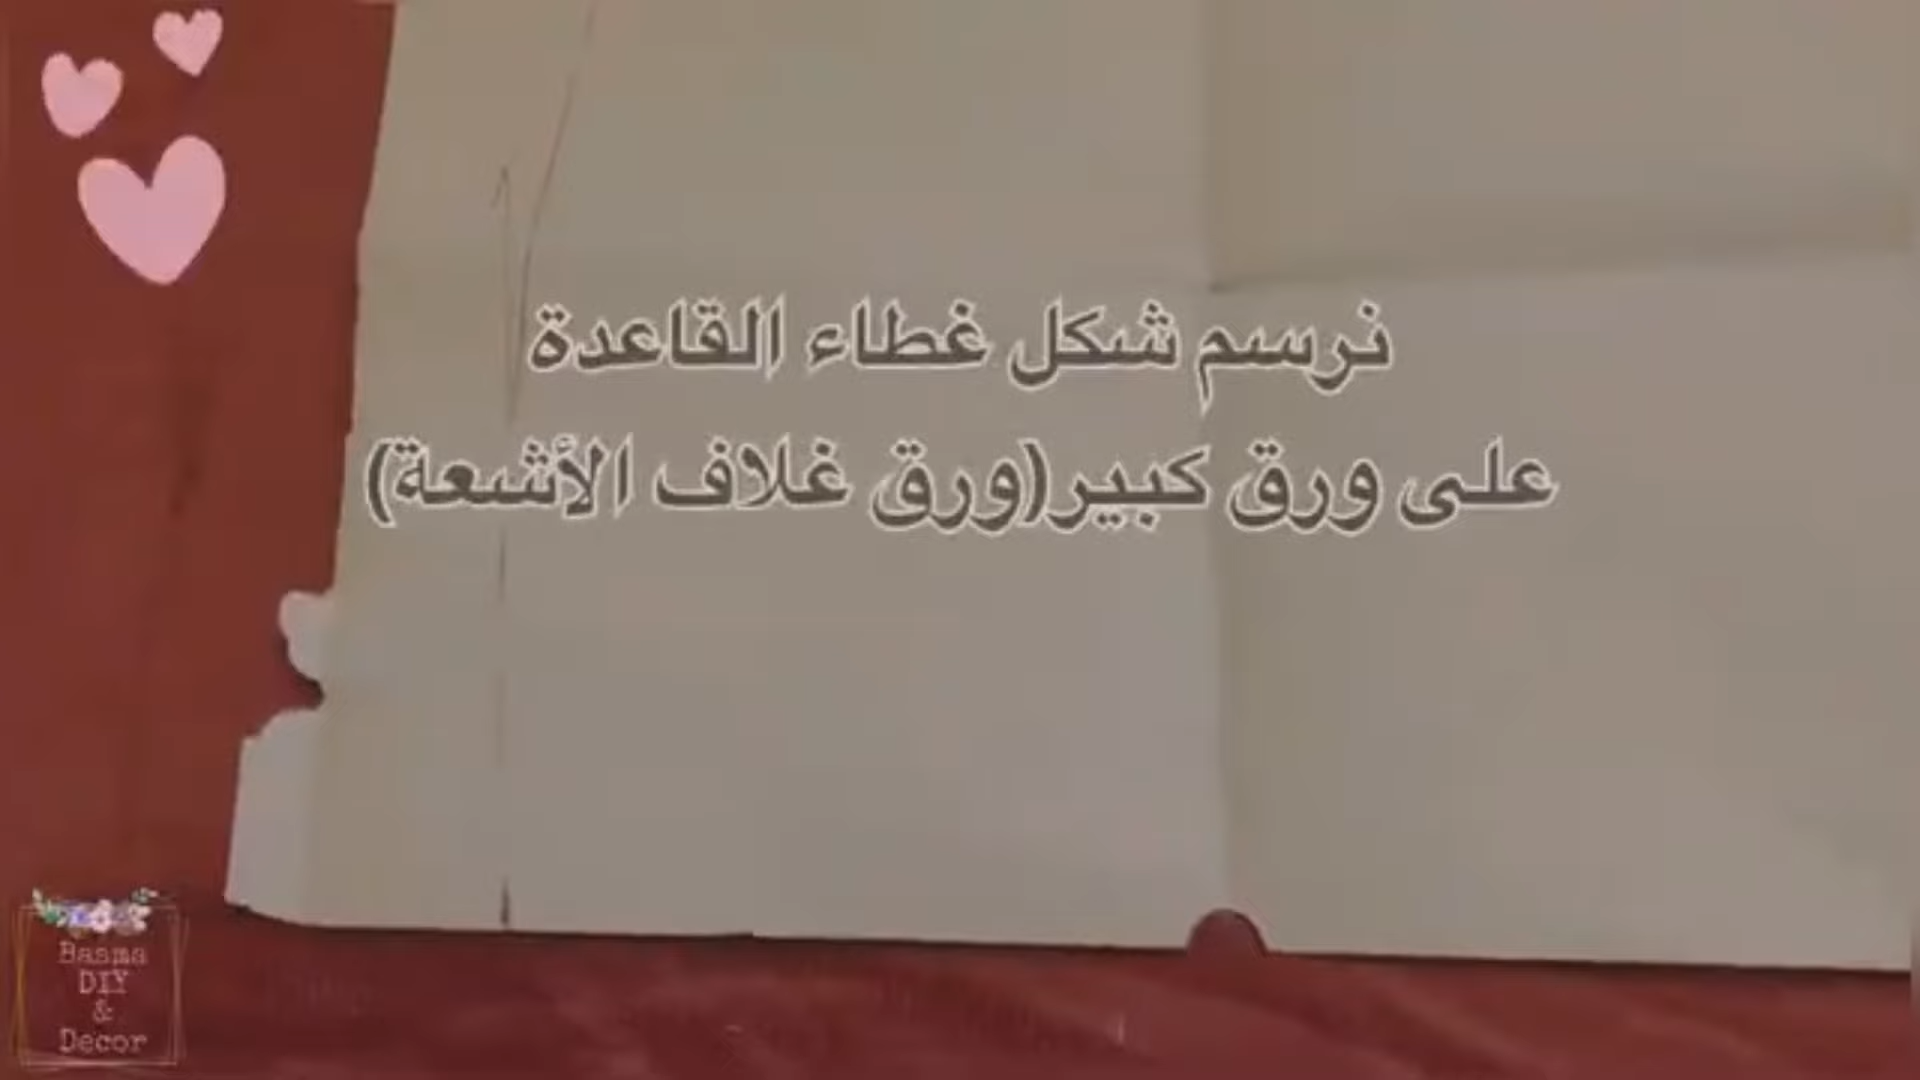 نرسم شكل غطاء القاعدة
على ورق كبير(ورق غلاف الأشعة)
Basma
DIY
&
Decor